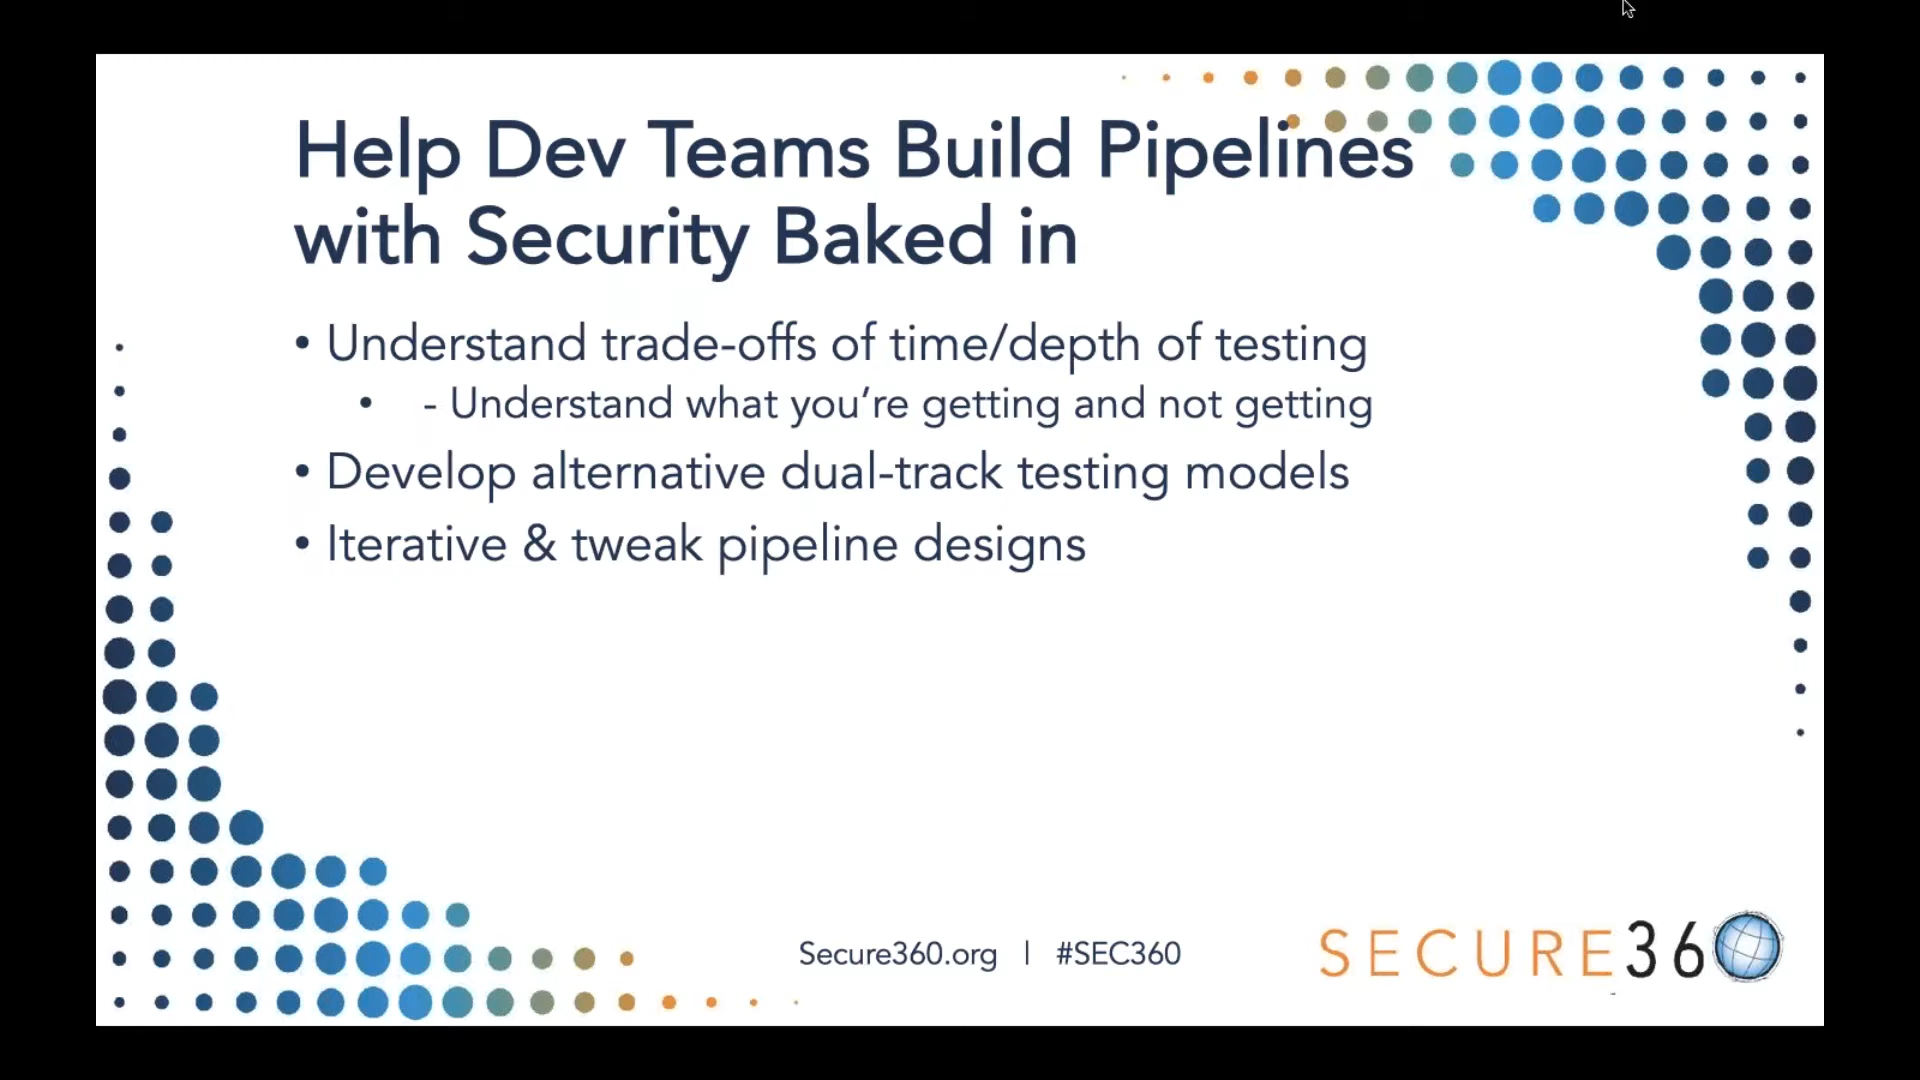 Help Dev Teams Build Pipelines
with Security Baked in
• Understand trade-offs of time/depth of testing
• - Understand what you’re getting and not getting
• Develop alternative dual-track testing models
• Iterative & tweak pipeline designs
Secure360.org | #SEC360
SECURE360